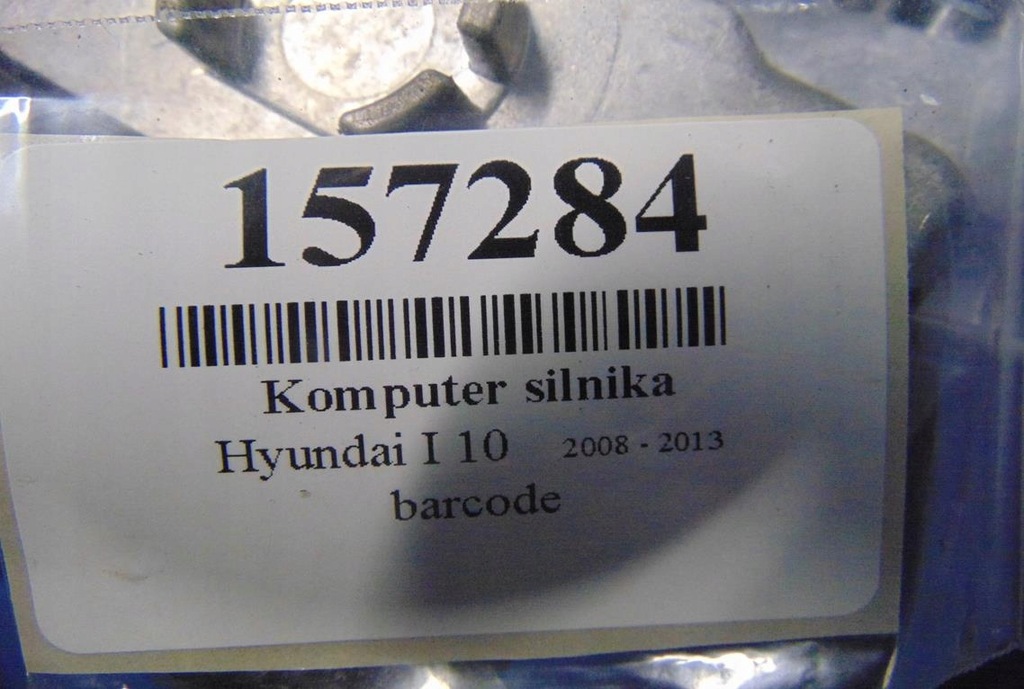 157284
Komputer silnika
Hyundai I 10 2008 - 2013
barcode